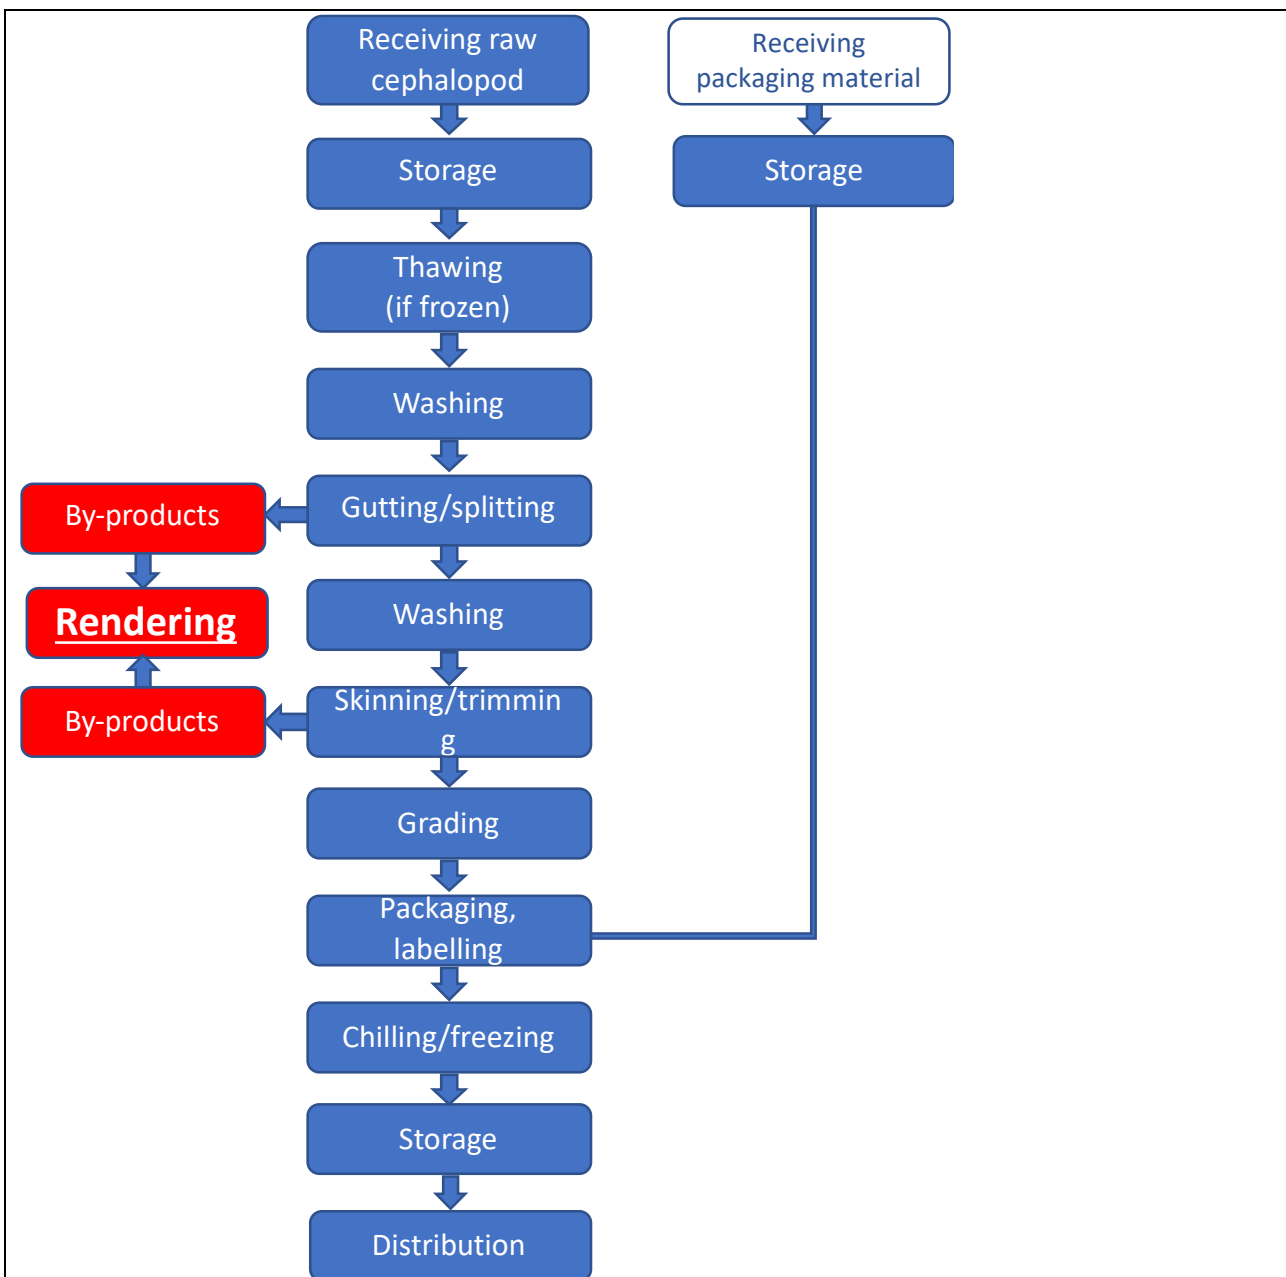 Receiving raw
cephalopod
Receiving
packaging material
Storage
Storage
Thawing
(if frozen)
Washing
By-products
Gutting/splitting
Rendering
Washing
By-products
Skinning/trimmin
g
Grading
Packaging,
labelling
Chilling/freezing
Storage
Distribution